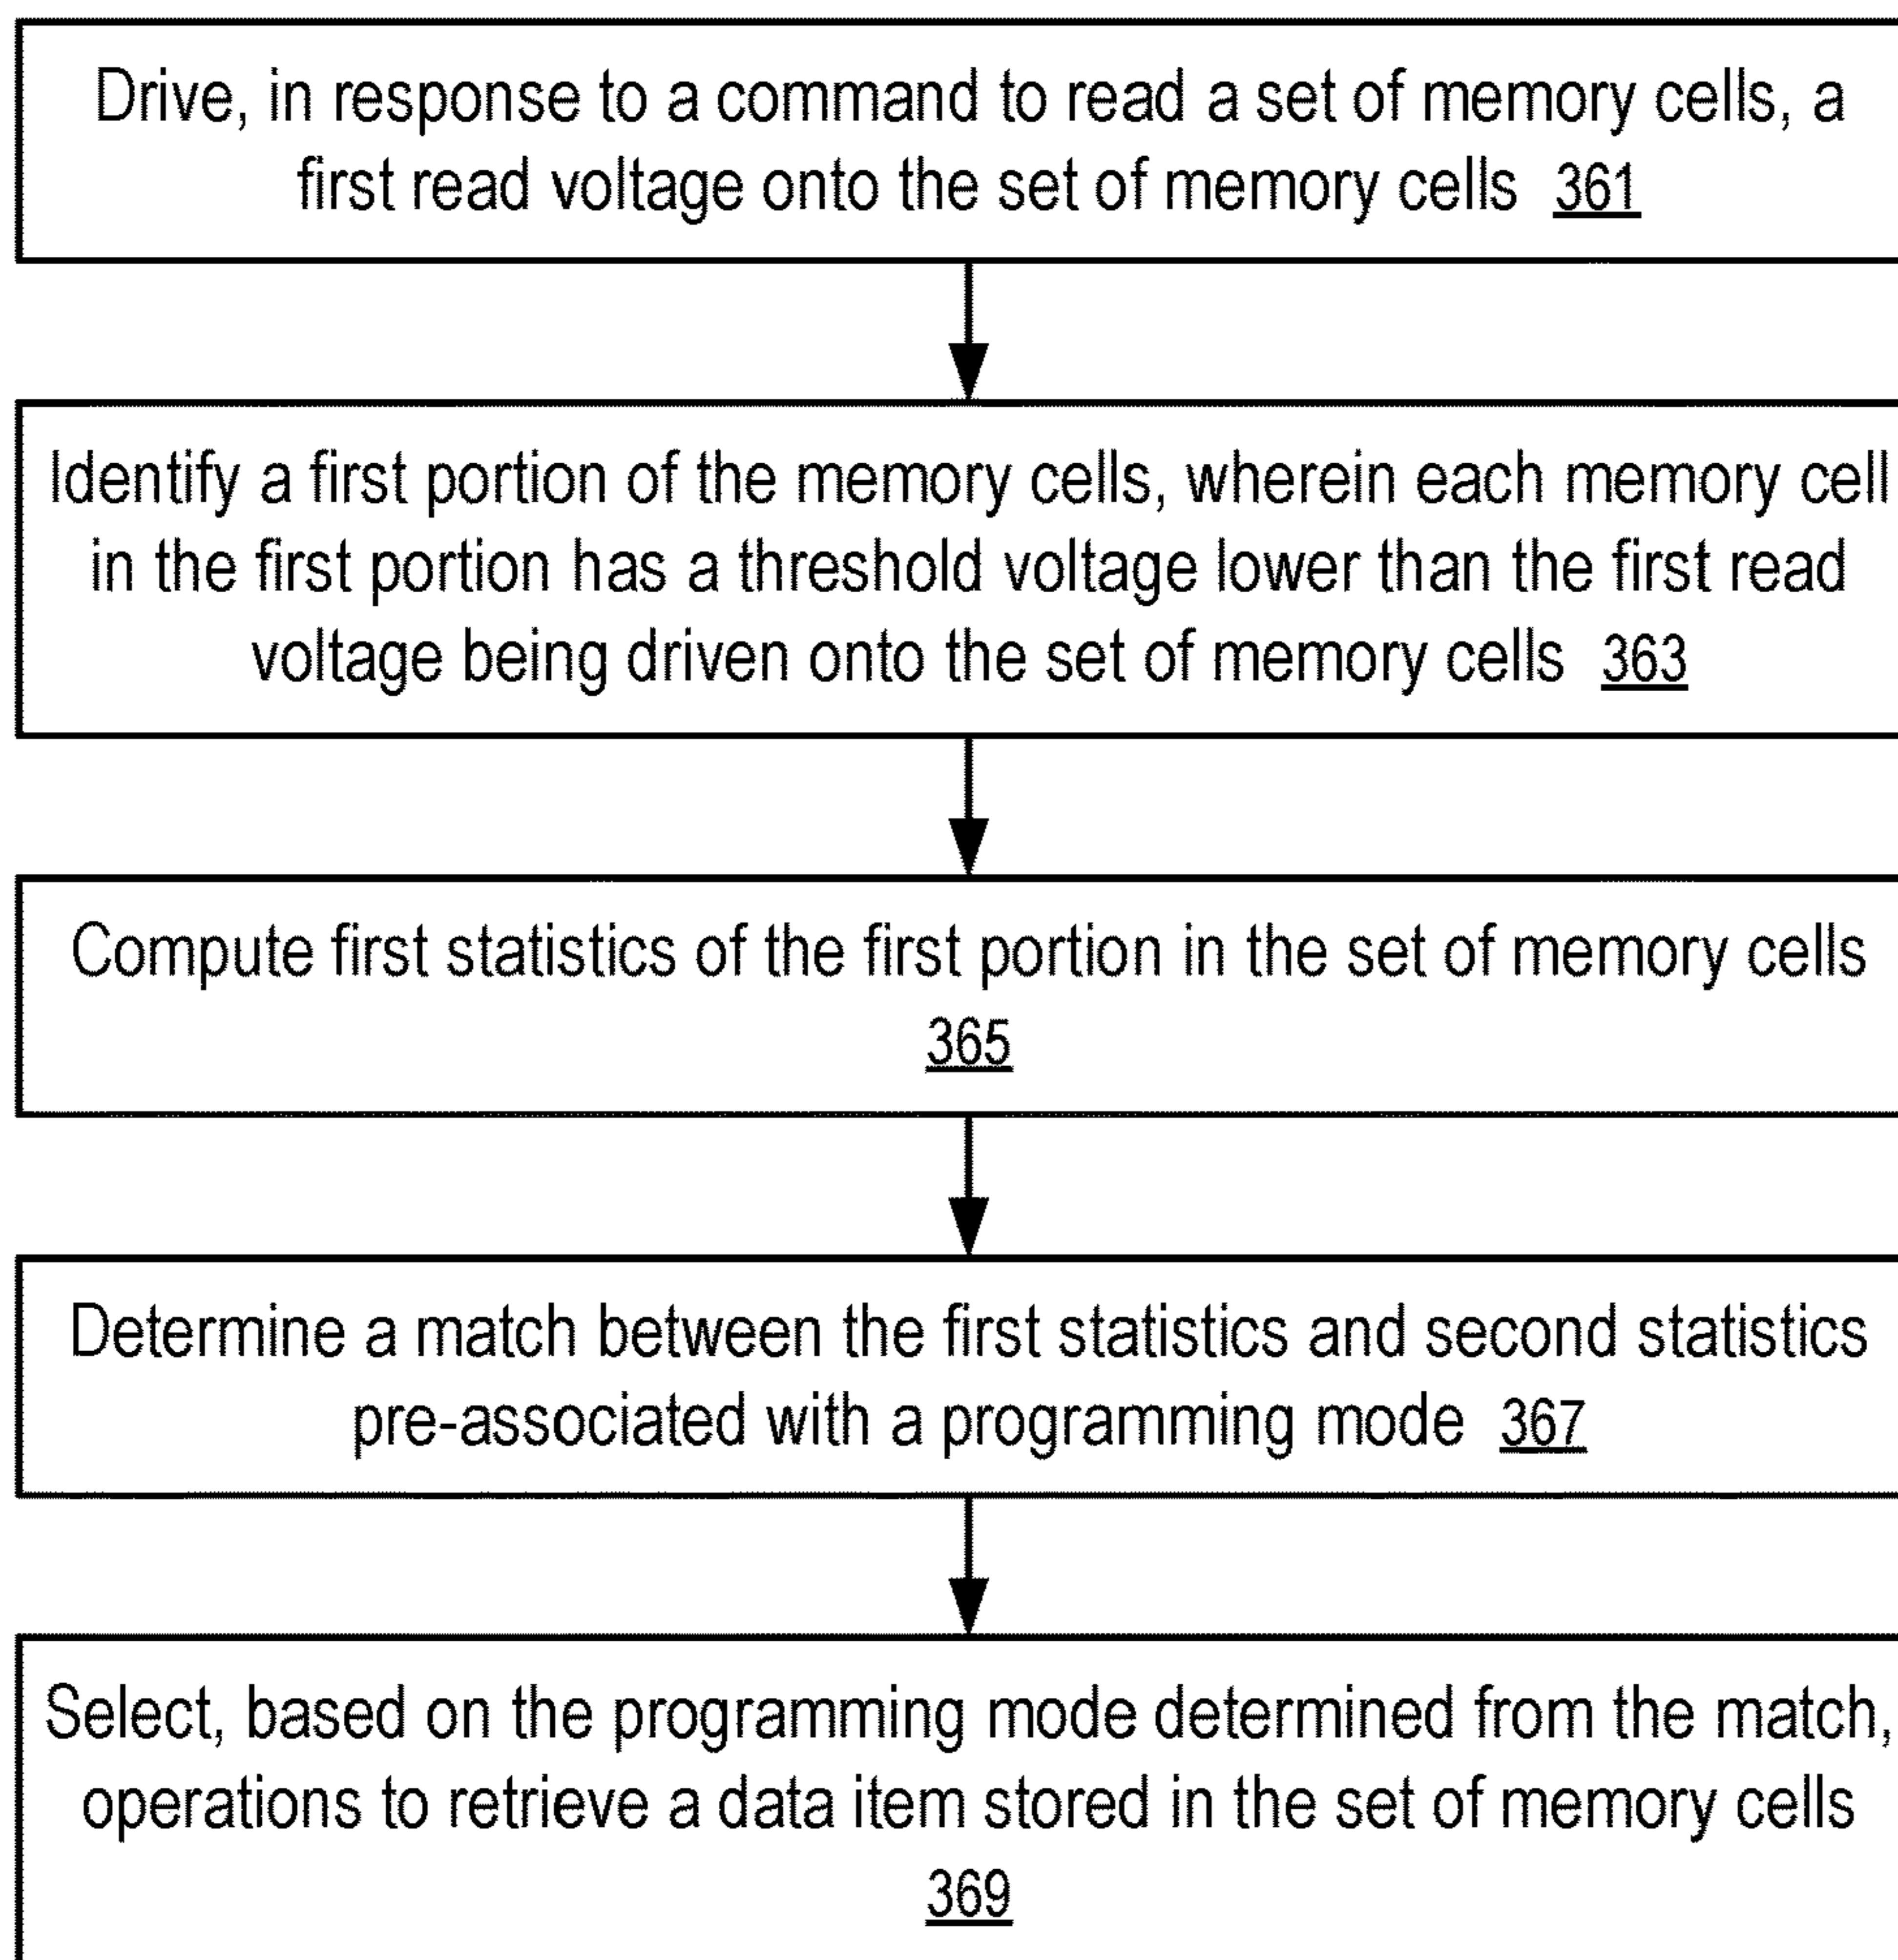 Drive, in response to a command to read a set of memory cells, a
first read voltage onto the set of memory cells 361
Identify a first portion of the memory cells, wherein each memory cell
in the first portion has a threshold voltage lower than the first read
voltage being driven onto the set of memory cells 363
Compute first statistics of the first portion in the set of memory cells
365
Determine a match between the first statistics and second statistics
pre-associated with a programming mode 367
Select, based on the programming mode determined from the match,
operations to retrieve a data item stored in the set of memory cells
369